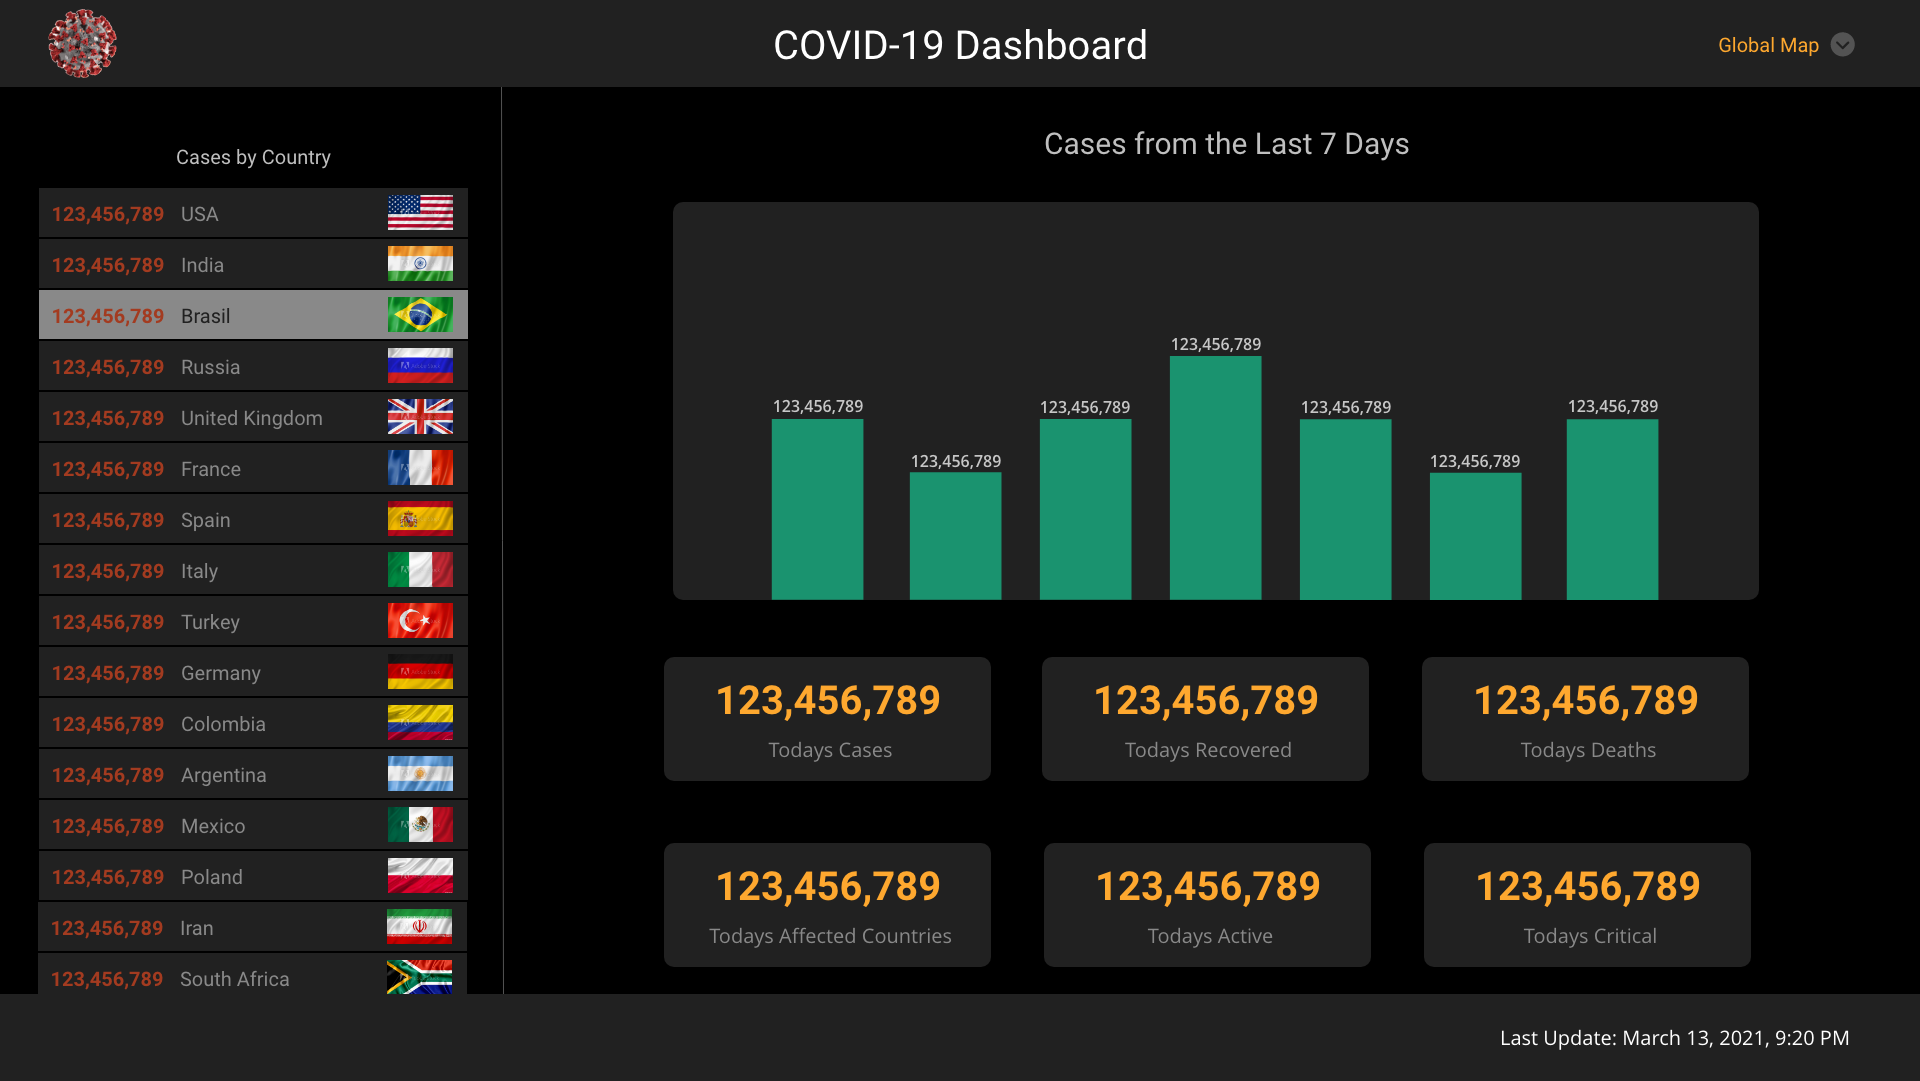 COVID-19 Dashboard
Global Map
Cases by Country
123,456,789 USA
123,456,789 India
123,456,789 Brasil
123,456,789 Russia
123,456,789 United Kingdom
123,456,789 France
123,456,789 Spain
123,456,789 Italy
123,456,789 Turkey
123,456,789 Germany
123,456,789 Colombia
123,456,789 Argentina
123,456,789 Mexico
123,456,789 Poland
123,456,789 Iran
123,456,789 South Africa
Cases from the Last 7 Days
123,456,789
123,456,789
123,456,789
123,456,789
123,456,789
123,456,789
123,456,789
123,456,789
Todays Cases
123,456,789
Todays Recovered
123,456,789
Todays Deaths
123,456,789
Todays Affected Countries
123,456,789
Todays Active
123,456,789
Todays Critical
Last Update: March 13, 2021, 9:20 PM